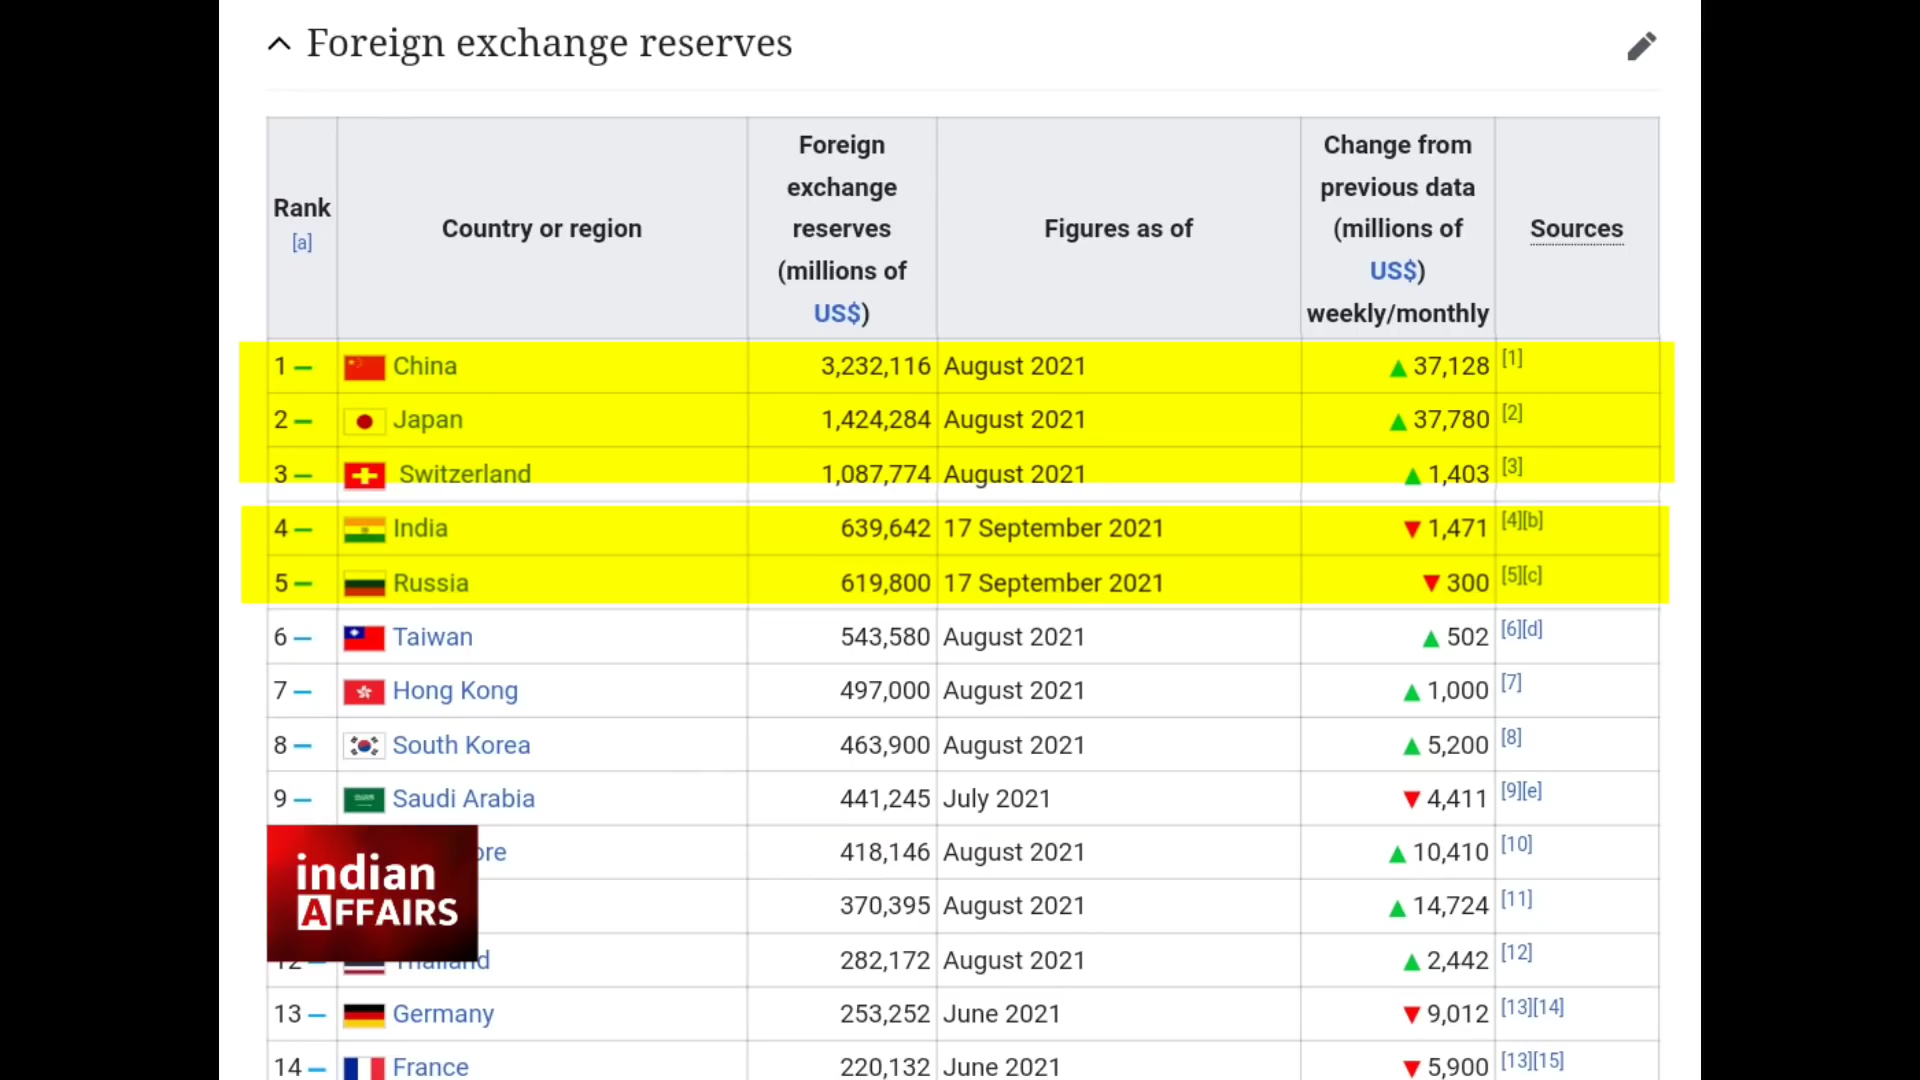 Foreign exchange reserves
Rank
[a]
Country or region
Foreign
exchange
reserves
(millions of
US$)
Figures as of
Change from
previous data
(millions of
US$)
weekly/monthly
Sources
1 China 3,232,116 August 2021 ▲ 37,128 [1]
2 Japan 1,424,284 August 2021 ▲ 37,780 [2]
3 Switzerland 1,087,774 August 2021 ▲ 1,403 [3]
4 India 639,642 17 September 2021 ▼ 1,471 [4][b]
5 Russia 619,800 17 September 2021 ▼ 300 [5][c]
6 Taiwan 543,580 August 2021 ▲ 502 [6][d]
7 Hong Kong 497,000 August 2021 ▲ 1,000 [7]
8 South Korea 463,900 August 2021 ▲ 5,200 [8]
9 Saudi Arabia 441,245 July 2021 ▼ 4,411 [9][e]
ore 418,146 August 2021 ▲ 10,410 [10]
370,395 August 2021 ▲ 14,724 [11]
12 Thailand 282,172 August 2021 ▲ 2,442 [12]
13 Germany 253,252 June 2021 ▼ 9,012 [13][14]
14 France 220,132 June 2021 ▼ 5,900 [13][15]
indian
AFFAIRS